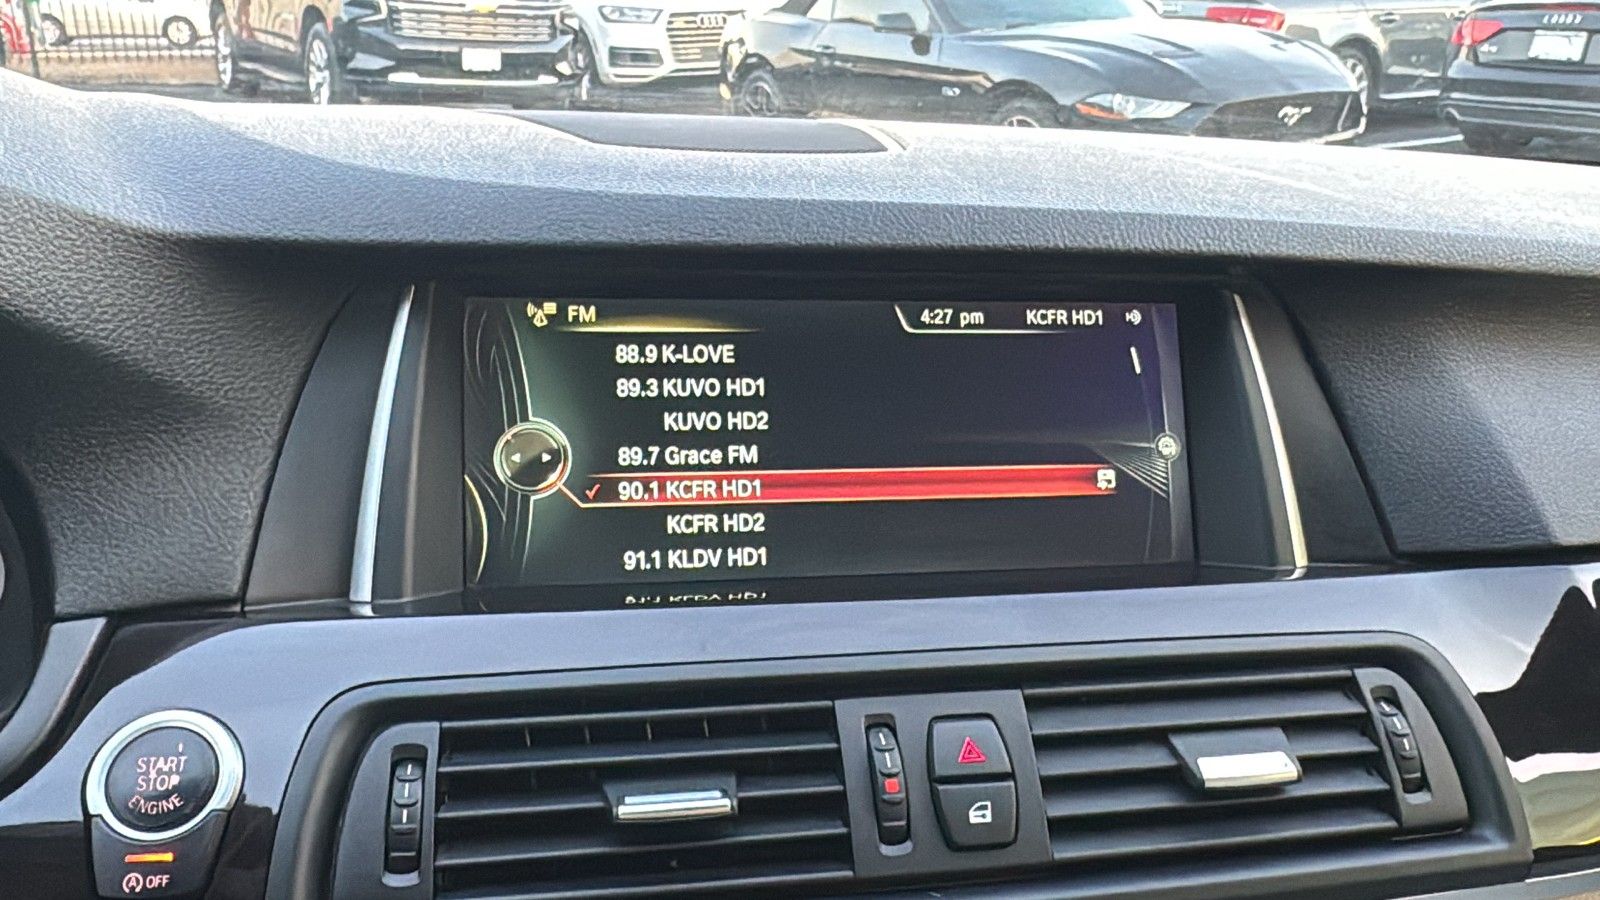 FM
4:27 pm KCFR HD1
88.9 K-LOVE
89.3 KUVO HD1
KUVO HD2
89.7 Grace FM
90.1 KCFR HD1
KCFR HD2
91.1 KLDV HD1
START
STOP
ENGINE
A OFF